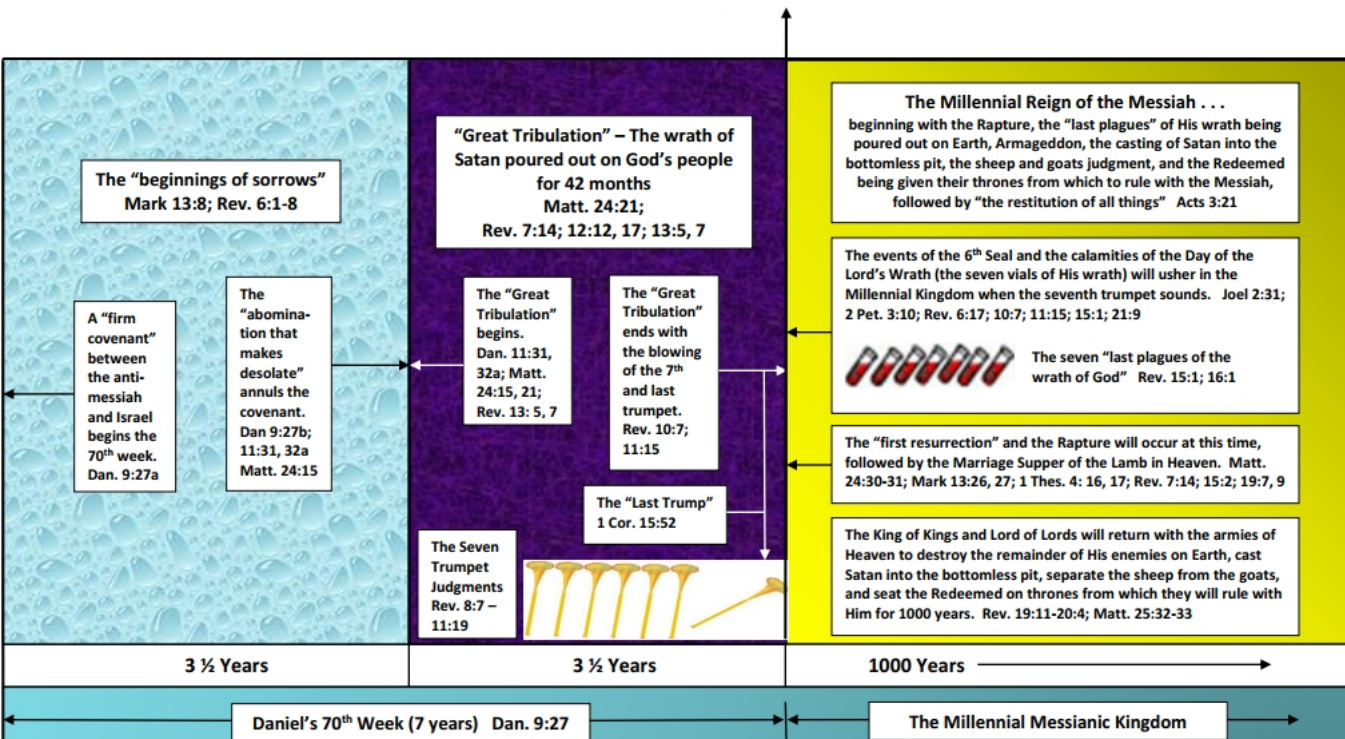 The “beginnings of sorrows”
Mark 13:8; Rev. 6:1-8
A “firm
covenant”
between
the anti-
messiah
and Israel
begins the
70th week.
Dan. 9:27a
The
“abomina-
tion that
makes
desolate”
annuls the
covenant.
Dan 9:27b;
11:31, 32a
Matt. 24:15
“Great Tribulation” – The wrath of
Satan poured out on God’s people
for 42 months
Matt. 24:21;
Rev. 7:14; 12:12, 17; 13:5, 7
The “Great
Tribulation”
begins.
Dan. 11:31,
32a; Matt.
24:15, 21;
Rev. 13: 5, 7
The “Great
Tribulation”
ends with
the blowing
of the 7th
and last
trumpet.
Rev. 10:7;
11:15
The “Last Trump”
1 Cor. 15:52
The Seven
Trumpet
Judgments
Rev. 8:7 –
11:19
The Millennial Reign of the Messiah . . .
beginning with the Rapture, the “last plagues” of His wrath being
poured out on Earth, Armageddon, the casting of Satan into the
bottomless pit, the sheep and goats judgment, and the Redeemed
being given their thrones from which to rule with the Messiah,
followed by “the restitution of all things” Acts 3:21
The events of the 6th Seal and the calamities of the Day of the
Lord’s Wrath (the seven vials of His wrath) will usher in the
Millennial Kingdom when the seventh trumpet sounds. Joel 2:31;
2 Pet. 3:10; Rev. 6:17; 10:7; 11:15; 15:1; 21:9
The seven “last plagues of the
wrath of God” Rev. 15:1; 16:1
The “first resurrection” and the Rapture will occur at this time,
followed by the Marriage Supper of the Lamb in Heaven. Matt.
24:30-31; Mark 13:26, 27; 1 Thes. 4: 16, 17; Rev. 7:14; 15:2; 19:7, 9
The King of Kings and Lord of Lords will return with the armies of
Heaven to destroy the remainder of His enemies on Earth, cast
Satan into the bottomless pit, separate the sheep from the goats,
and seat the Redeemed on thrones from which they will rule with
Him for 1000 years. Rev. 19:11-20:4; Matt. 25:32-33
3 ½ Years
3 ½ Years
1000 Years
Daniel’s 70th Week (7 years) Dan. 9:27
The Millennial Messianic Kingdom